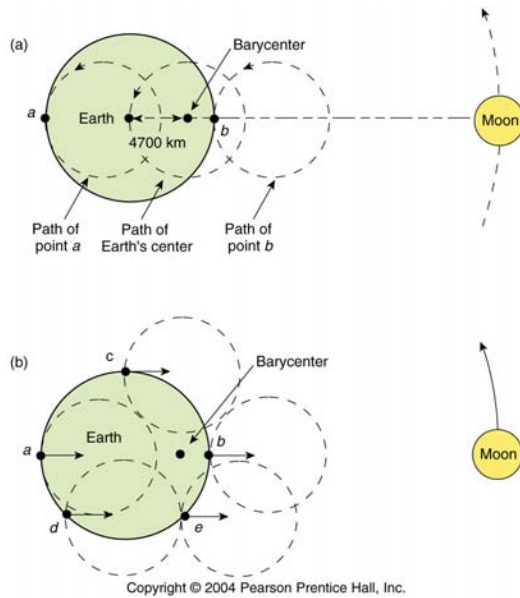 (a)
Barycenter
a
Earth
b
4700 km
Moon
Path of
point a
Path of
Earth's center
Path of
point b
(b)
c
Barycenter
a
Earth
b
Moon
d
e
Copyright © 2004 Pearson Prentice Hall, Inc.